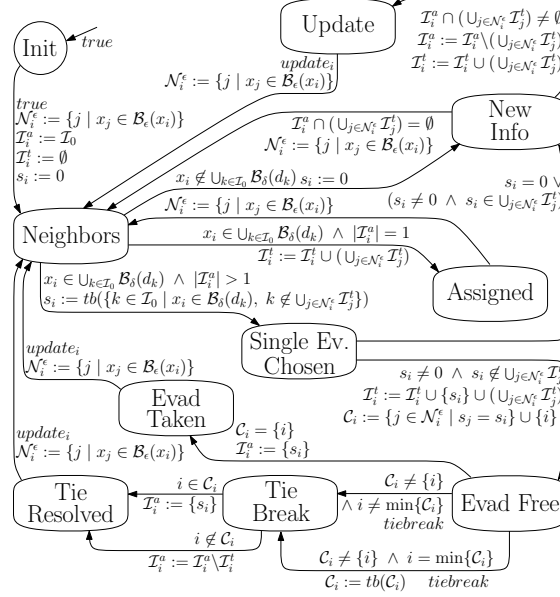 Init
true
Update
update_i
𝒩_i^ϵ := {j | x_j ∈ ℬ_ϵ(x_i)}
ℐ_i^a ∩ (∪_{j∈𝒩_i^ϵ} ℐ_j^t) ≠ ∅
ℐ_i^a := ℐ_i^a\(∪_{j∈𝒩_i^ϵ} ℐ_j^t)
ℐ_i^t := ℐ_i^t ∪ (∪_{j∈𝒩_i^ϵ} ℐ_j^t)
true
𝒩_i^ϵ := {j | x_j ∈ ℬ_ϵ(x_i)}
ℐ_i^a := ℐ_0
ℐ_i^t := ∅
s_i := 0
ℐ_i^a ∩ (∪_{j∈𝒩_i^ϵ} ℐ_j^t) = ∅
𝒩_i^ϵ := {j | x_j ∈ ℬ_ϵ(x_i)}
New
Info
x_i ∉ ∪_{k∈ℐ_0} ℬ_δ(d_k) s_i := 0
s_i = 0 ∨
(s_i ≠ 0 ∧ s_i ∈ ∪_{j∈𝒩_i^ϵ} ℐ_j^t)
𝒩_i^ϵ := {j | x_j ∈ ℬ_ϵ(x_i)}
Neighbors
x_i ∈ ∪_{k∈ℐ_0} ℬ_δ(d_k) ∧ |ℐ_i^a| = 1
ℐ_i^t := ℐ_i^t ∪ (∪_{j∈𝒩_i^ϵ} ℐ_j^t)
Assigned
x_i ∈ ∪_{k∈ℐ_0} ℬ_δ(d_k) ∧ |ℐ_i^a| > 1
s_i := tb({k ∈ ℐ_0 | x_i ∈ ℬ_δ(d_k), k ∉ ∪_{j∈𝒩_i^ϵ} ℐ_j^t})
Single Ev.
Chosen
update_i
𝒩_i^ϵ := {j | x_j ∈ ℬ_ϵ(x_i)}
s_i ≠ 0 ∧ s_i ∉ ∪_{j∈𝒩_i^ϵ} ℐ_j^t
ℐ_i^t := ℐ_i^t ∪ {s_i} ∪ (∪_{j∈𝒩_i^ϵ} ℐ_j^t)
𝒞_i := {j ∈ 𝒩_i^ϵ | s_j = s_i} ∪ {i}
Evad
Taken
𝒞_i = {i}
ℐ_i^a := {s_i}
update_i
𝒩_i^ϵ := {j | x_j ∈ ℬ_ϵ(x_i)}
Tie
Resolved
i ∈ 𝒞_i
ℐ_i^a := {s_i}
Tie
Break
𝒞_i ≠ {i}
∧ i ≠ min{𝒞_i}
tiebreak
Evad Free
i ∉ 𝒞_i
ℐ_i^a := ℐ_i^a\ℐ_i^t
𝒞_i ≠ {i} ∧ i = min{𝒞_i}
𝒞_i := tb(𝒞_i) tiebreak